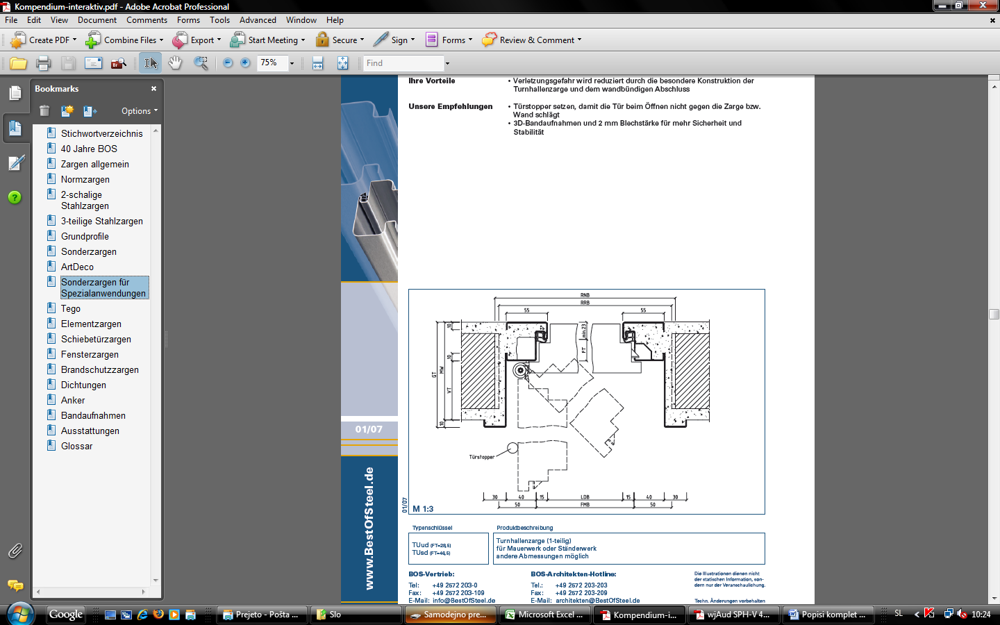 Kompendium-interaktiv.pdf - Adobe Acrobat Professional
File Edit View Document Comments Forms Tools Advanced Window Help
Create PDF Combine Files Export Start Meeting Secure Sign Forms Review & Comment
75% Find
Bookmarks
Options
Stichwortverzeichnis
40 Jahre BOS
Zargen allgemein
Normzargen
2-schalige
Stahlzargen
3-teilige Stahlzargen
Grundprofile
Sonderzargen
ArtDeco
Sonderzargen für
Spezialanwendungen
Tego
Elementzargen
Schiebetürzargen
Fensterzargen
Brandschutzzargen
Dichtungen
Anker
Bandaufnahmen
Ausstattungen
Glossar
01/07
www.BestOfSteel.de
Ihre Vorteile • Verletzungsgefahr wird reduziert durch die besondere Konstruktion der
Turnhallenzarge und dem wandbündigen Abschluss
Unsere Empfehlungen • Türstopper setzen, damit die Tür beim Öffnen nicht gegen die Zarge bzw.
Wand schlägt
• 3D-Bandaufnahmen und 2 mm Blechstärke für mehr Sicherheit und
Stabilität
RNB
RRB
55 55
10
min.23
FT
10
GT MW VT
10
Türstopper
30 40 15 LDB 15 40 30
50 FMB 50
01/07
M 1:3
Typenschlüssel Produktbeschreibung
TUud (FT=28,5)
TUsd (FT=46,5)
Turnhallenzarge (1-teilig)
für Mauerwerk oder Ständerwerk
andere Abmessungen möglich
BOS-Vertrieb:
Tel: +49 2672 203-0
Fax: +49 2672 203-109
E-Mail: info@BestOfSteel.de
BOS-Architekten-Hotline:
Tel.: +49 2672 203-203
Fax: +49 2672 203-209
E-Mail: architekten@BestOfSteel.de
Die Illustrationen dienen nicht
der statischen Information, son-
dern nur der Veranschaulichung.
Techn. Änderungen vorbehalten
Google Prejeto - Pošta ... Slo Samodejno pre... Microsoft Excel ... Kompendium-i... wjAud SPH-V 4... Popisi komplet ... SL 10:24